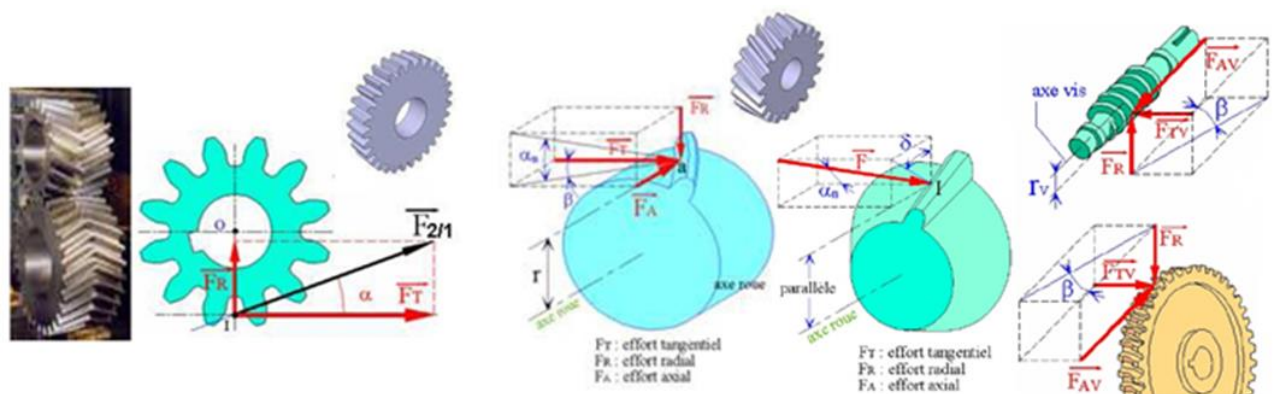 O
F2/1
FR
α
FT
I
FR
FT
αn
β
a
FA
r
axe roue
axe roue
FT : effort tangentiel
FR : effort radial
FA : effort axial
F
δ
αn
I
parallèle
axe roue
FT : effort tangentiel
FR : effort radial
FA : effort axial
axe vis
FAV
β
FTV
FR
rv
FR
FTV
β
FAV